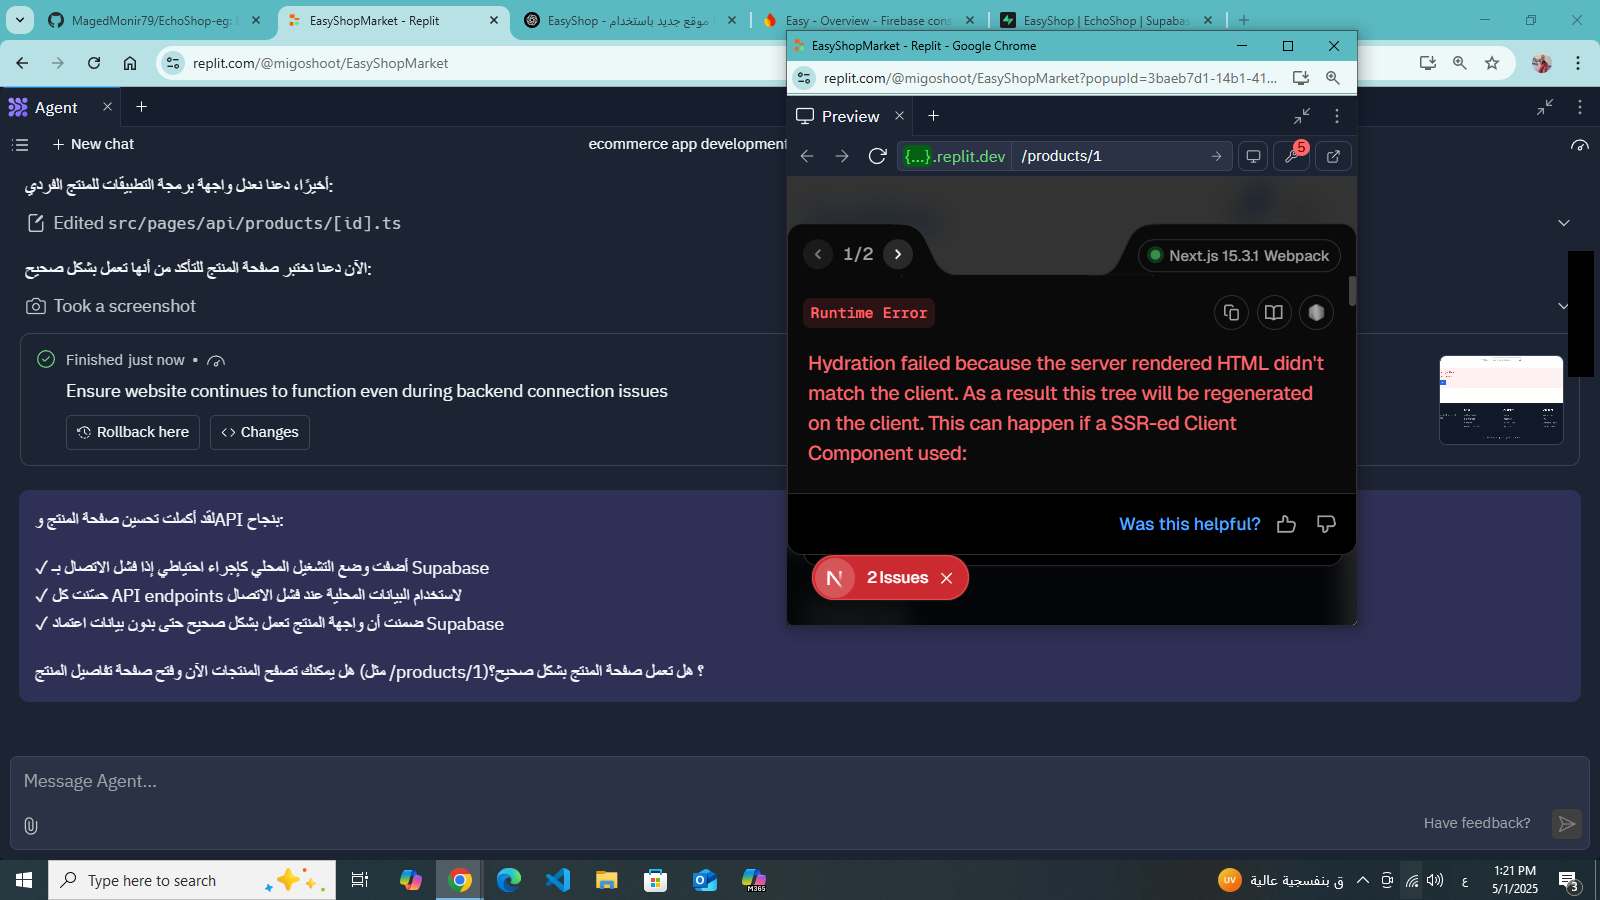 MagedMonir79/EchoShop-eg: E
EasyShopMarket - Replit
EasyShop - موقع جديد باستخدام
Easy - Overview - Firebase cons
EasyShop | EchoShop | Supabas
replit.com/@migoshoot/EasyShopMarket
Agent
New chat
ecommerce app development
أخيرًا، دعنا نعدل واجهة برمجة التطبيقات للمنتج الفردي:
Edited src/pages/api/products/[id].ts
الآن دعنا نختبر صفحة المنتج للتأكد من أنها تعمل بشكل صحيح:
Took a screenshot
Finished just now •
Ensure website continues to function even during backend connection issues
Rollback here
Changes
لقد أكملت تحسين صفحة المنتج وAPI بنجاح:
✓ أضفت وضع التشغيل المحلي كإجراء احتياطي إذا فشل الاتصال بـ Supabase
✓ حسّنت كل API endpoints لاستخدام البيانات المحلية عند فشل الاتصال
✓ ضمنت أن واجهة المنتج تعمل بشكل صحيح حتى بدون بيانات اعتماد Supabase
هل يمكنك تصفح المنتجات الآن وفتح صفحة تفاصيل المنتج (مثل /products/1)؟ هل تعمل صفحة المنتج بشكل صحيح؟
Message Agent...
Have feedback?
EasyShopMarket - Replit - Google Chrome
replit.com/@migoshoot/EasyShopMarket?popupId=3baeb7d1-14b1-41...
Preview
{...}.replit.dev
/products/1
5
1/2
Next.js 15.3.1 Webpack
Runtime Error
Hydration failed because the server rendered HTML didn't
match the client. As a result this tree will be regenerated
on the client. This can happen if a SSR-ed Client
Component used:
Was this helpful?
N
2 Issues
Type here to search
M365
UV
ق بنفسجية عالية
ع
1:21 PM
5/1/2025
3